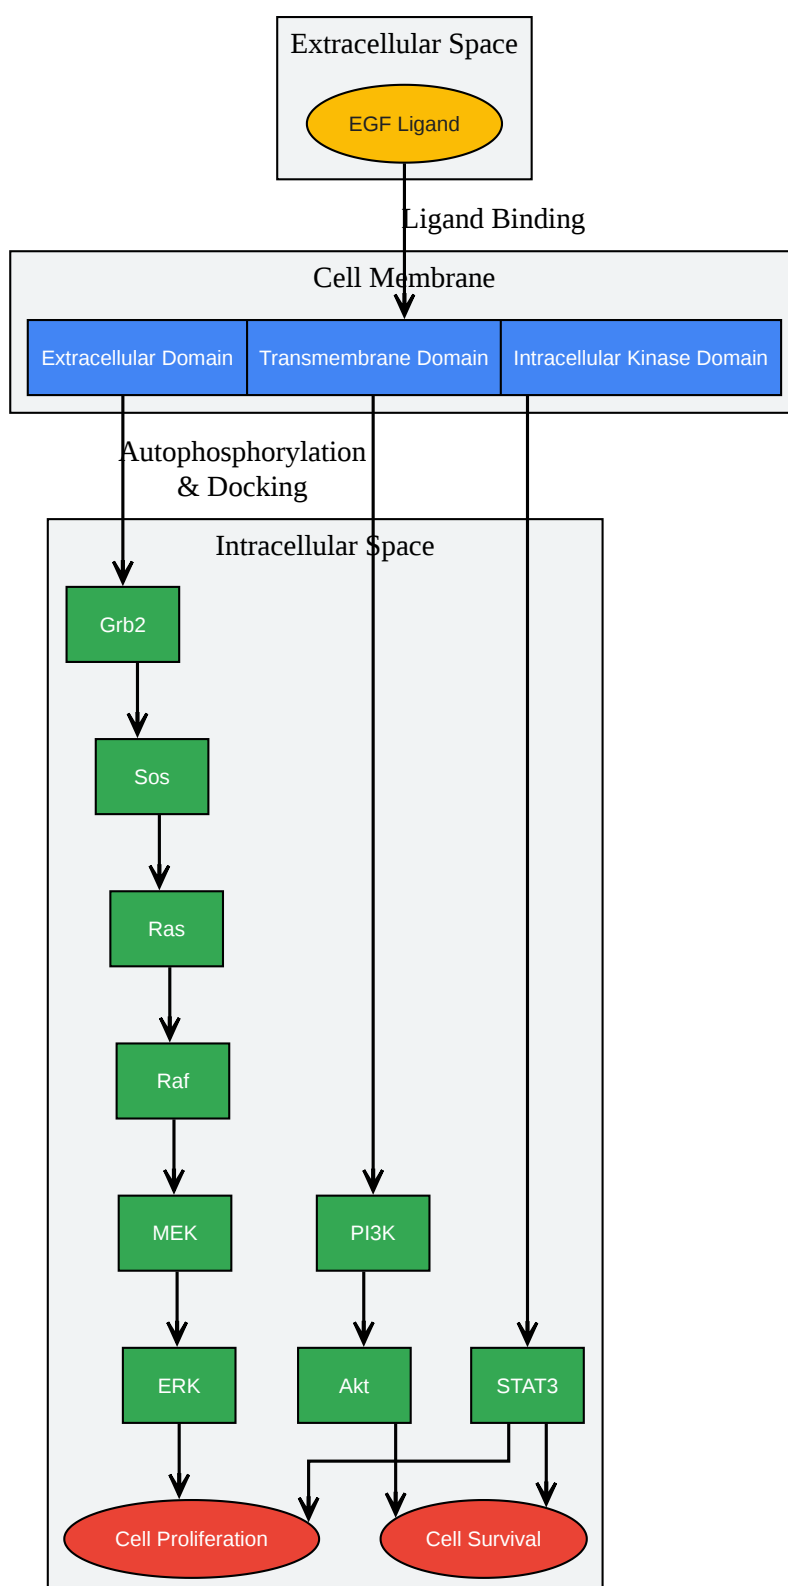 Extracellular Space
EGF Ligand
Ligand Binding
Cell Membrane
Extracellular Domain
Transmembrane Domain
Intracellular Kinase Domain
Autophosphorylation
& Docking
Intracellular Space
Grb2
Sos
Ras
Raf
MEK
PI3K
ERK
Akt
STAT3
Cell Proliferation
Cell Survival